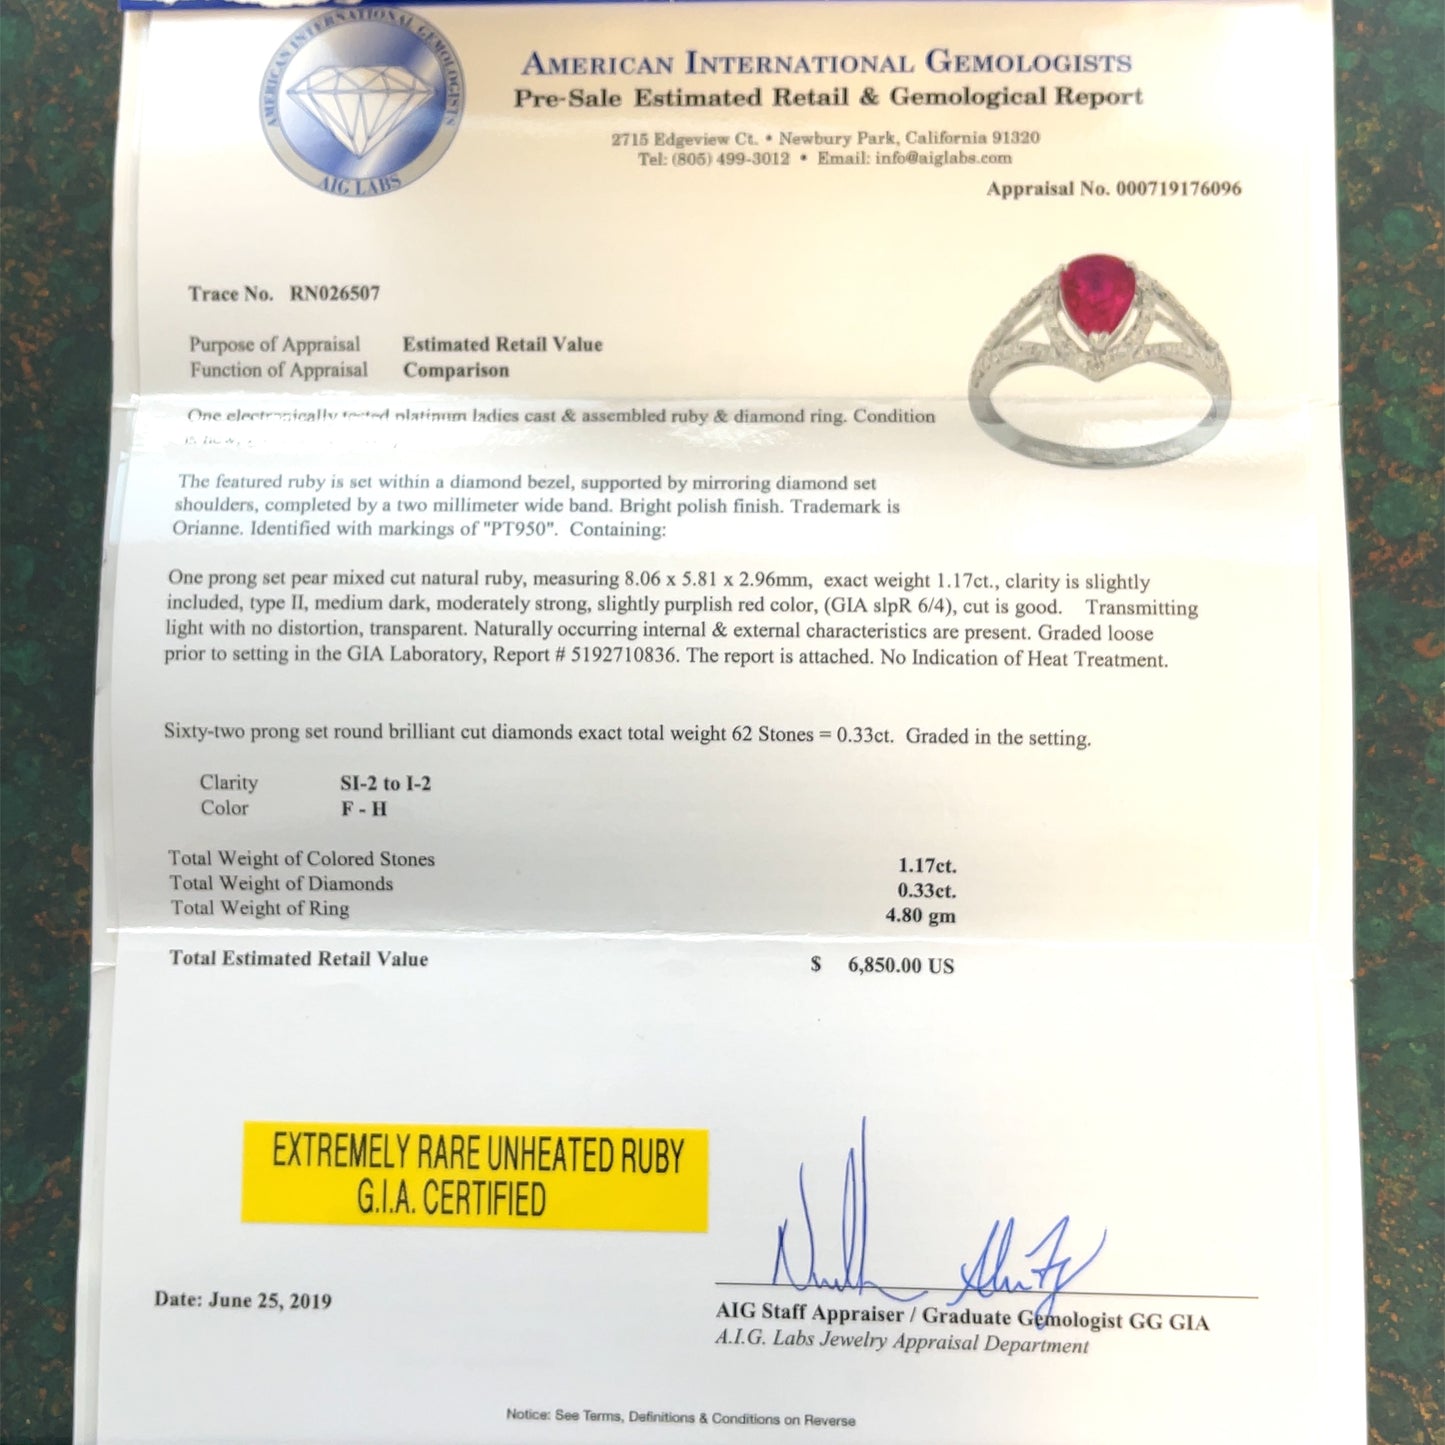 AMERICAN INTERNATIONAL GEMOLOGISTS
AIG LABS
AMERICAN INTERNATIONAL GEMOLOGISTS
Pre-Sale Estimated Retail & Gemological Report
2715 Edgeview Ct. • Newbury Park, California 91320
Tel: (805) 499-3012 • Email: info@aiglabs.com
Appraisal No. 000719176096
Trace No. RN026507
Purpose of Appraisal Estimated Retail Value
Function of Appraisal Comparison
One electronically tested platinum ladies cast & assembled ruby & diamond ring. Condition
The featured ruby is set within a diamond bezel, supported by mirroring diamond set
shoulders, completed by a two millimeter wide band. Bright polish finish. Trademark is
Orianne. Identified with markings of "PT950". Containing:
One prong set pear mixed cut natural ruby, measuring 8.06 x 5.81 x 2.96mm, exact weight 1.17ct., clarity is slightly
included, type II, medium dark, moderately strong, slightly purplish red color, (GIA slpR 6/4), cut is good. Transmitting
light with no distortion, transparent. Naturally occurring internal & external characteristics are present. Graded loose
prior to setting in the GIA Laboratory, Report # 5192710836. The report is attached. No Indication of Heat Treatment.
Sixty-two prong set round brilliant cut diamonds exact total weight 62 Stones = 0.33ct. Graded in the setting.
Clarity SI-2 to I-2
Color F - H
Total Weight of Colored Stones 1.17ct.
Total Weight of Diamonds 0.33ct.
Total Weight of Ring 4.80 gm
Total Estimated Retail Value $ 6,850.00 US
EXTREMELY RARE UNHEATED RUBY
G.I.A. CERTIFIED
Date: June 25, 2019
AIG Staff Appraiser / Graduate Gemologist GG GIA
A.I.G. Labs Jewelry Appraisal Department
Notice: See Terms, Definitions & Conditions on Reverse